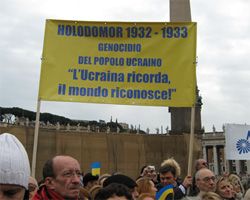 HOLODOMOR 1932 - 1933
GENOCIDIO
DEL POPOLO UCRAINO
"L'Ucraina ricorda,
il mondo riconosce!"